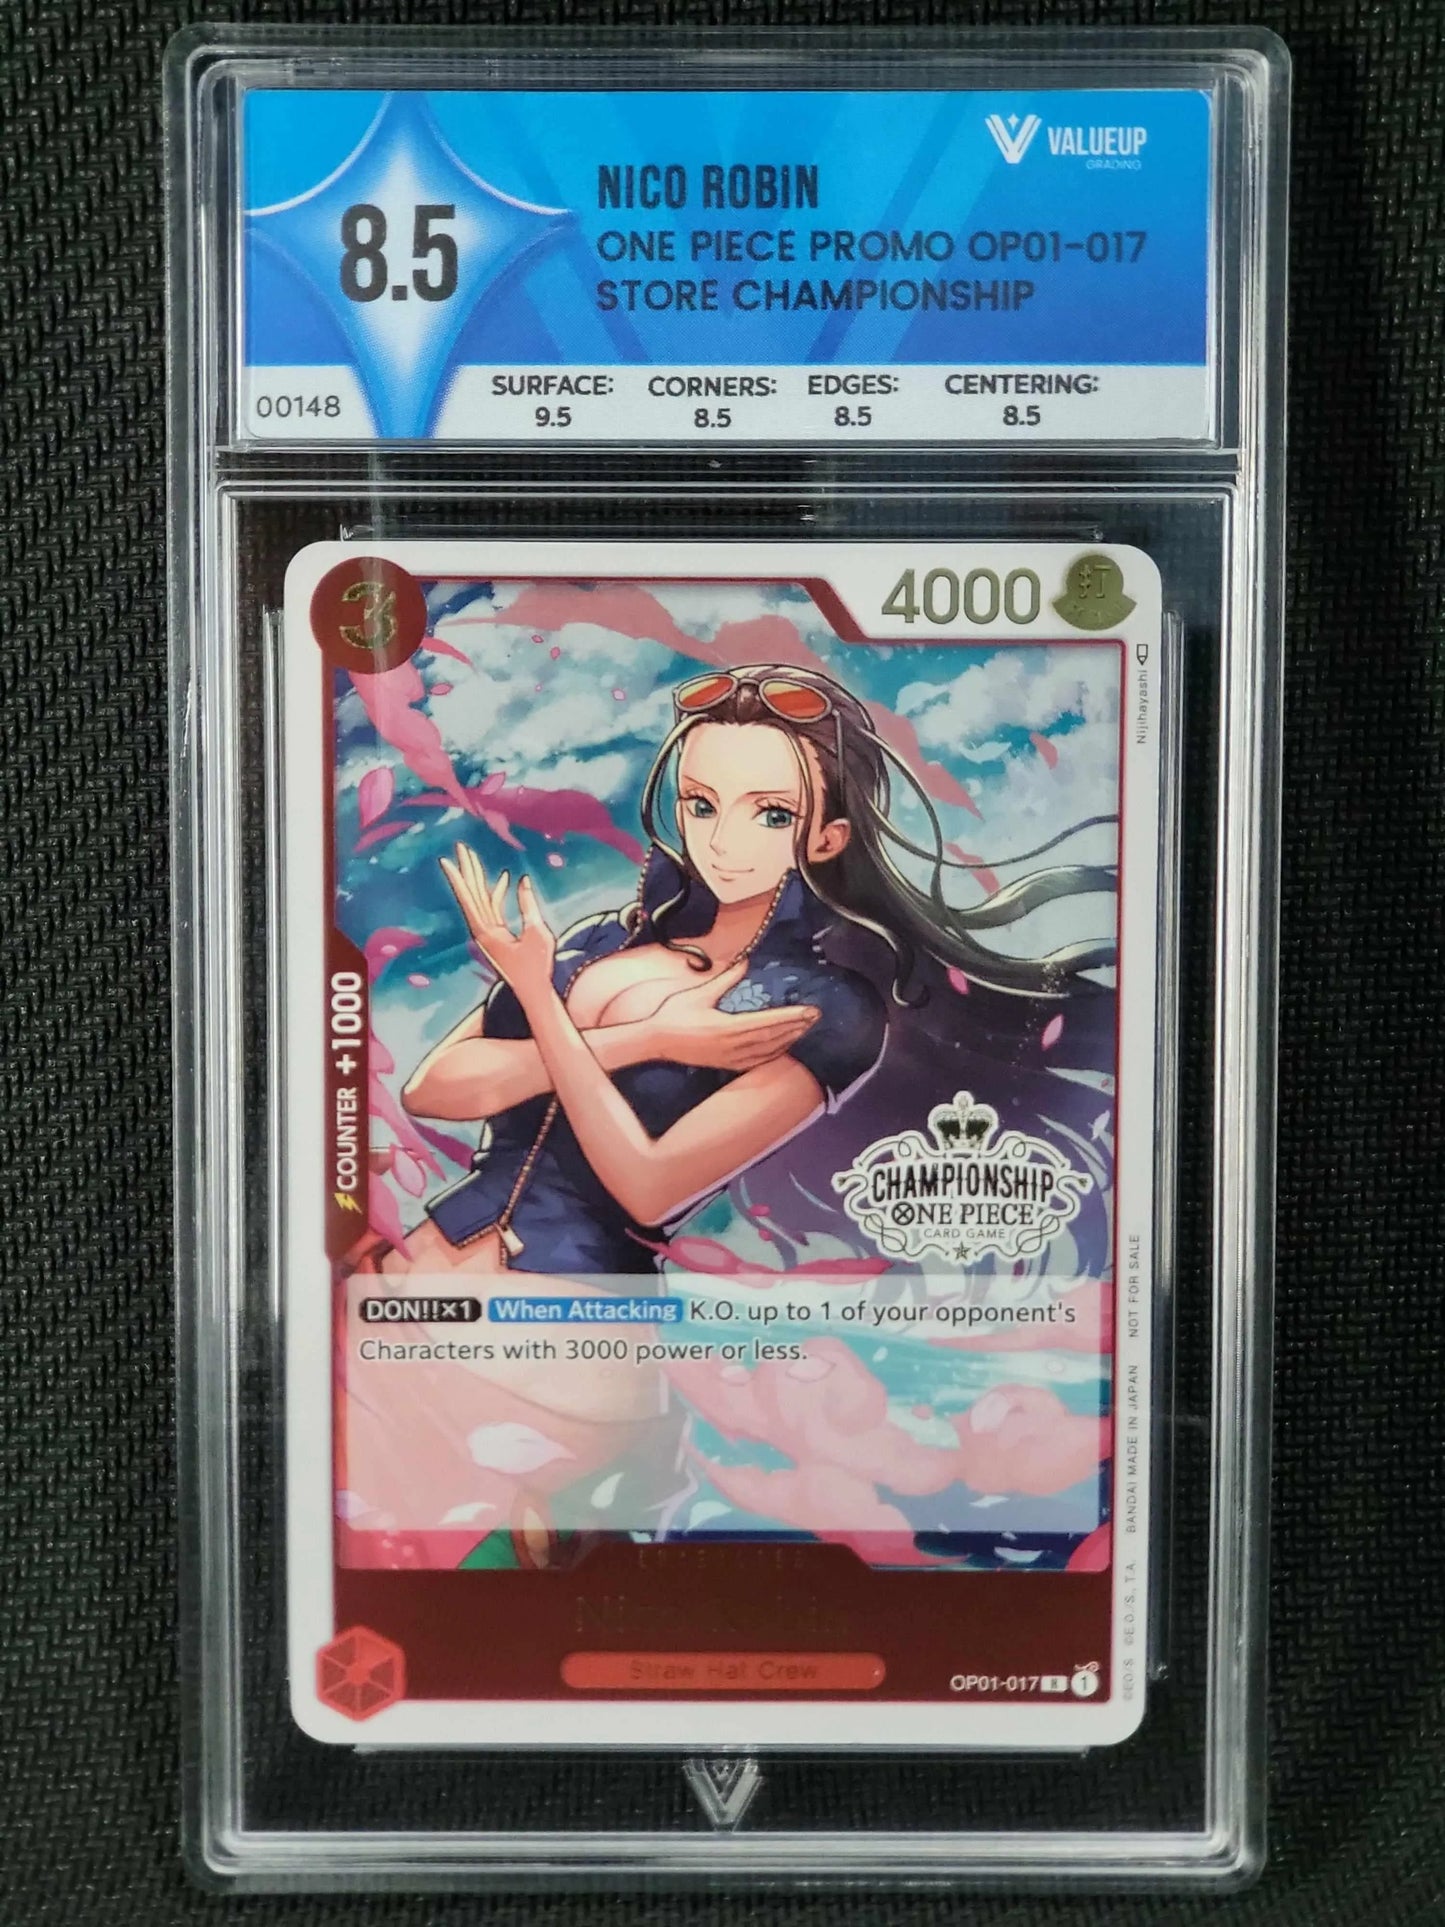 VALUEUP
GRADING
8.5
NICO ROBIN
ONE PIECE PROMO OP01-017
STORE CHAMPIONSHIP
00148
SURFACE: CORNERS: EDGES: CENTERING:
9.5 8.5 8.5 8.5
3
4000
打
Nijihayashi
COUNTER +1000
CHAMPIONSHIP
ONE PIECE
CARD GAME
DON!!×1 When Attacking K.O. up to 1 of your opponent's
Characters with 3000 power or less.
Nico Robin
Straw Hat Crew
OP01-017 R 1
©E.O./S. ©E.O./S., T.A. BANDAI MADE IN JAPAN NOT FOR SALE